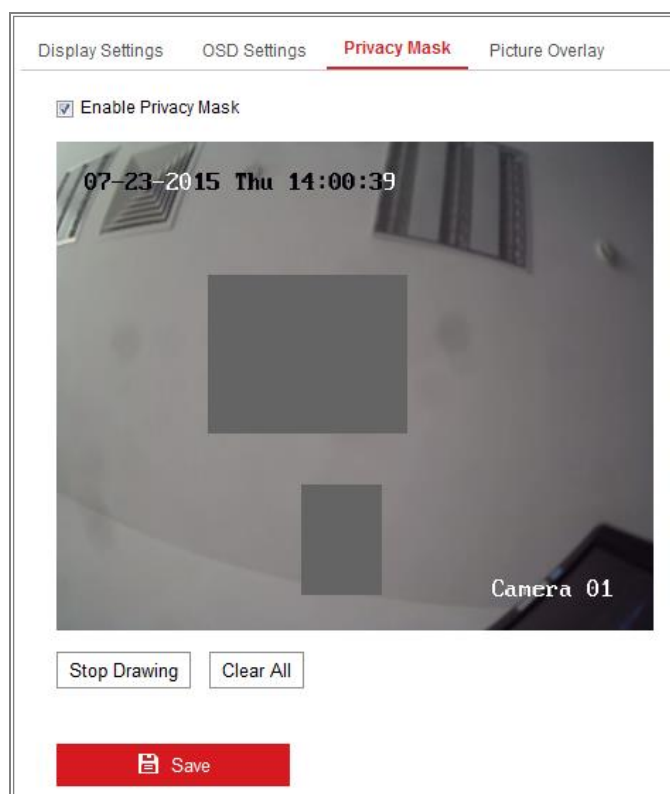 Display Settings OSD Settings Privacy Mask Picture Overlay
Enable Privacy Mask
07-23-2015 Thu 14:00:39
Camera 01
Stop Drawing Clear All
Save